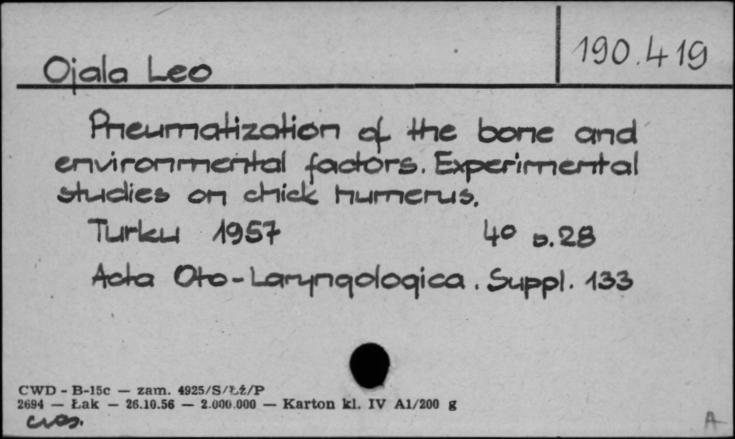 190.419
Ojala Leo
Pneumatization of the bone and
environmental factors. Experimental
studies on chick humerus.
Turku 1957 4° s.28
Acta Oto-Laryngologica. Suppl. 133
CWD - B-15c — zam. 4925/S/Łż/P
2694 — Łak — 26.10.56 — 2.000.000 — Karton kl. IV A1/200 g
czas.
A